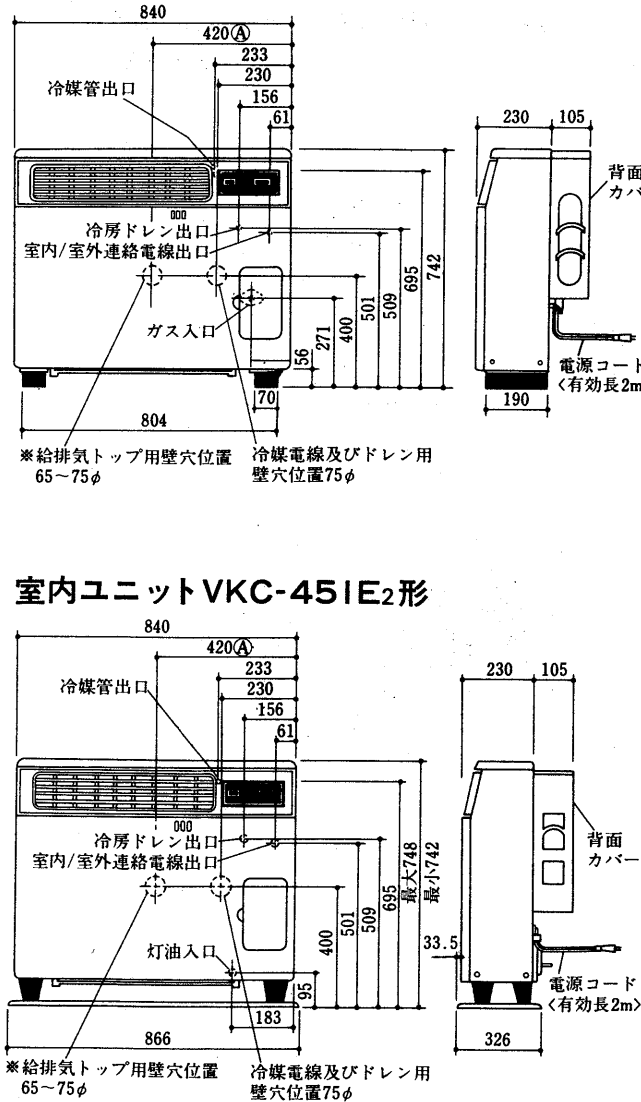 840
420Ⓐ
233
230
156
61
冷媒管出口
冷房ドレン出口
室内/室外連絡電線出口
ガス入口
56
271
400
501
509
695
742
70
804
※給排気トップ用壁穴位置
65～75φ
冷媒電線及びドレン用
壁穴位置75φ
230
105
背面
カバ
電源コード
<有効長2m
190
室内ユニットVKC-451E2形
840
420Ⓐ
233
230
156
61
冷媒管出口
冷房ドレン出口
室内/室外連絡電線出口
灯油入口
95
400
501
509
695
最大748
最小742
183
866
※給排気トップ用壁穴位置
65～75φ
冷媒電線及びドレン用
壁穴位置75φ
230
105
背面
カバー
33.5
電源コード
<有効長2m>
326